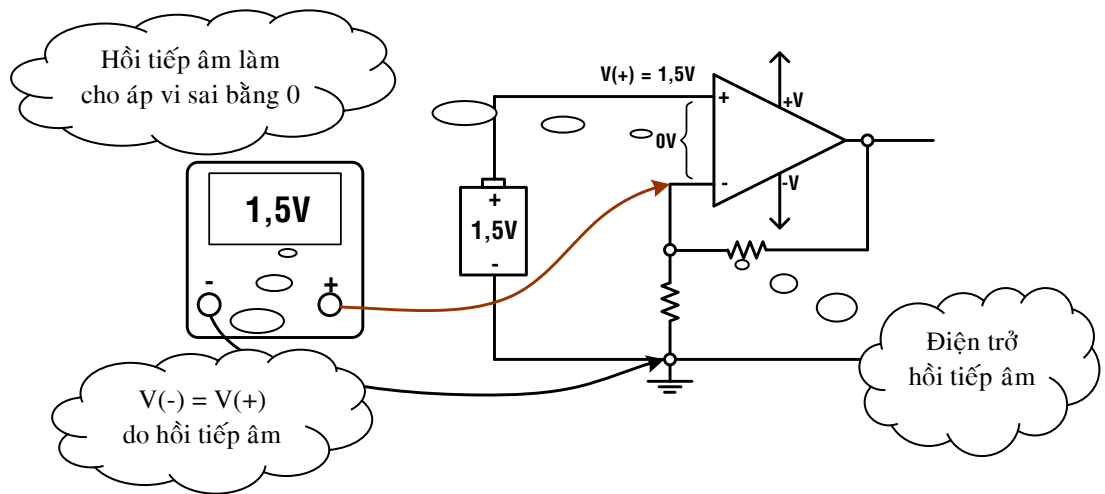 Hồi tiếp âm làm
cho áp vi sai bằng 0
V(+) = 1,5V
+
+V
0V
-
-V
1,5V
-
+
+
1,5V
-
Điện trở
hồi tiếp âm
V(-) = V(+)
do hồi tiếp âm